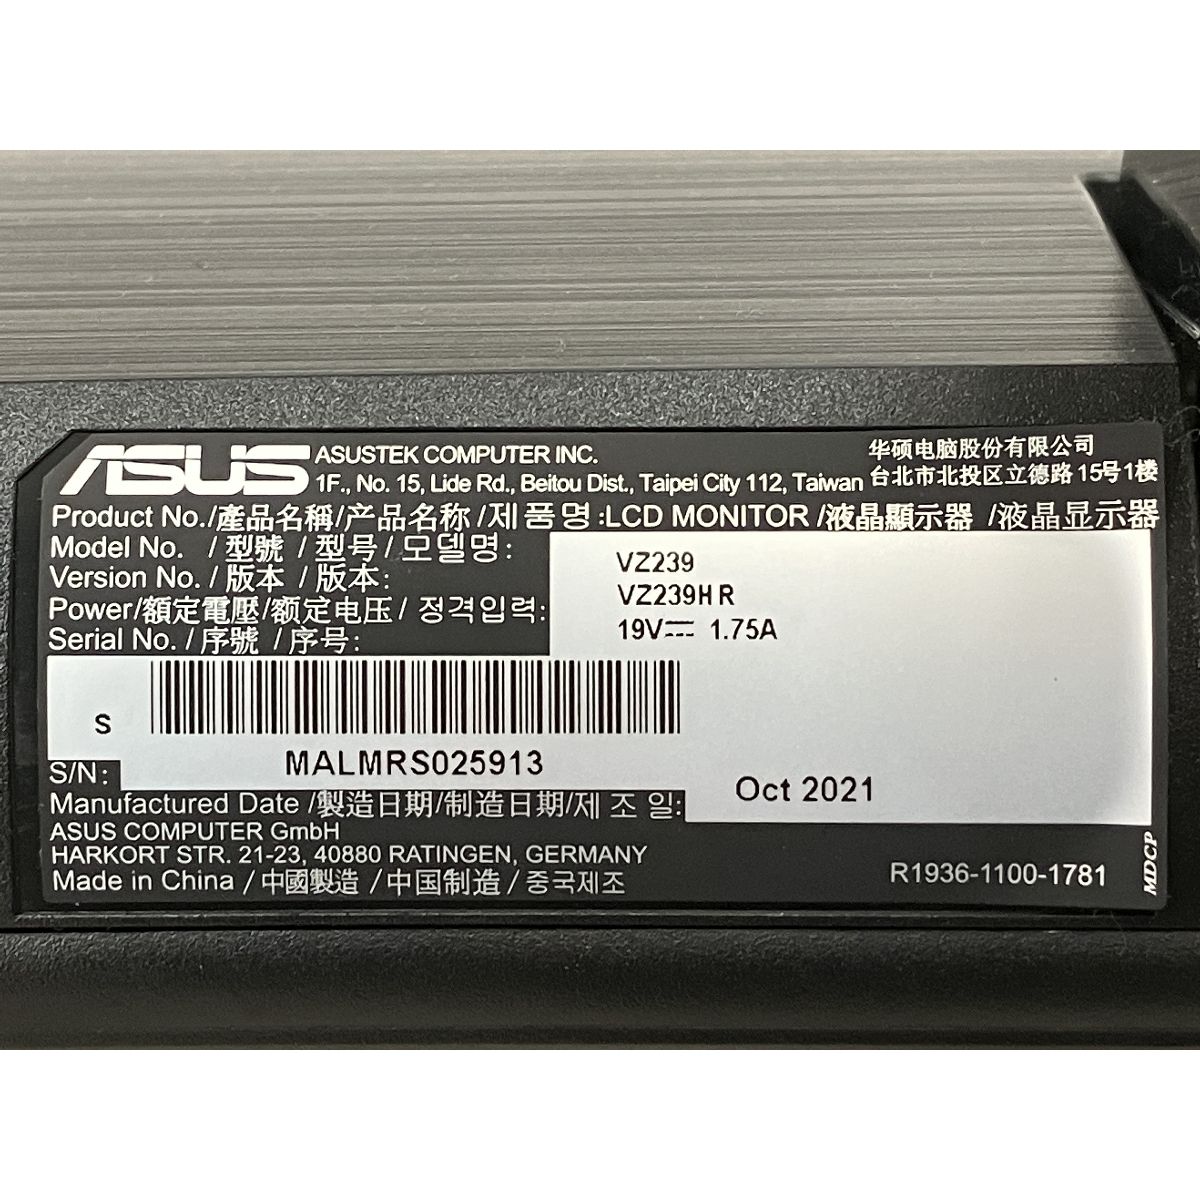 ASUS ASUSTEK COMPUTER INC. 华硕电脑股份有限公司
1F., No. 15, Lide Rd., Beitou Dist., Taipei City 112, Taiwan 台北市北投区立德路15号1楼
Product No./產品名稱/产品名称/제품명:LCD MONITOR/液晶顯示器 /液晶显示器
Model No. /型號 /型号/모델명: VZ239
Version No. /版本 /版本: VZ239HR
Power/額定電壓/额定电压/ 정격입력: 19V⎓ 1.75A
Serial No. /序號 /序号:
S
MALMRS025913
S/N:
Manufactured Date /製造日期/制造日期/제 조 일: Oct 2021
ASUS COMPUTER GmbH
HARKORT STR. 21-23, 40880 RATINGEN, GERMANY
Made in China /中國製造 /中国制造/중국제조 R1936-1100-1781
MDCP